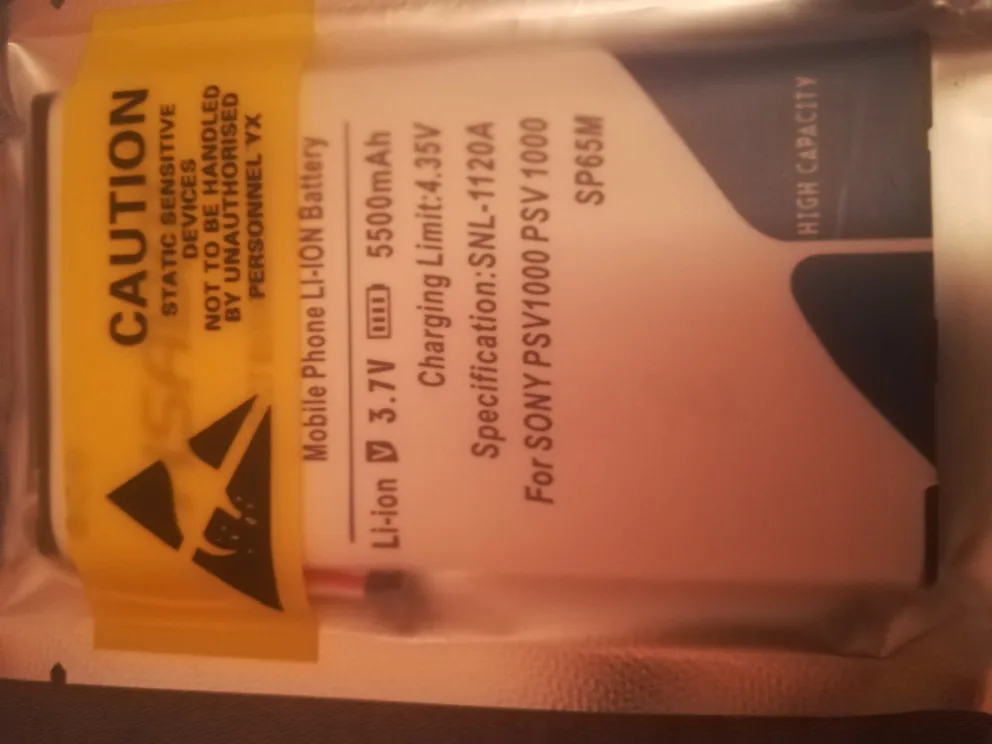 CAUTION
STATIC SENSITIVE
DEVICES
NOT TO BE HANDLED
BY UNAUTHORISED
PERSONNEL YX
Mobile Phone LI-ION Battery
Li-ion 3.7V 5500mAh
Charging Limit:4.35V
Specification:SNL-1120A
For SONY PSV1000 PSV 1000
SP65M
HIGH CAPACITY